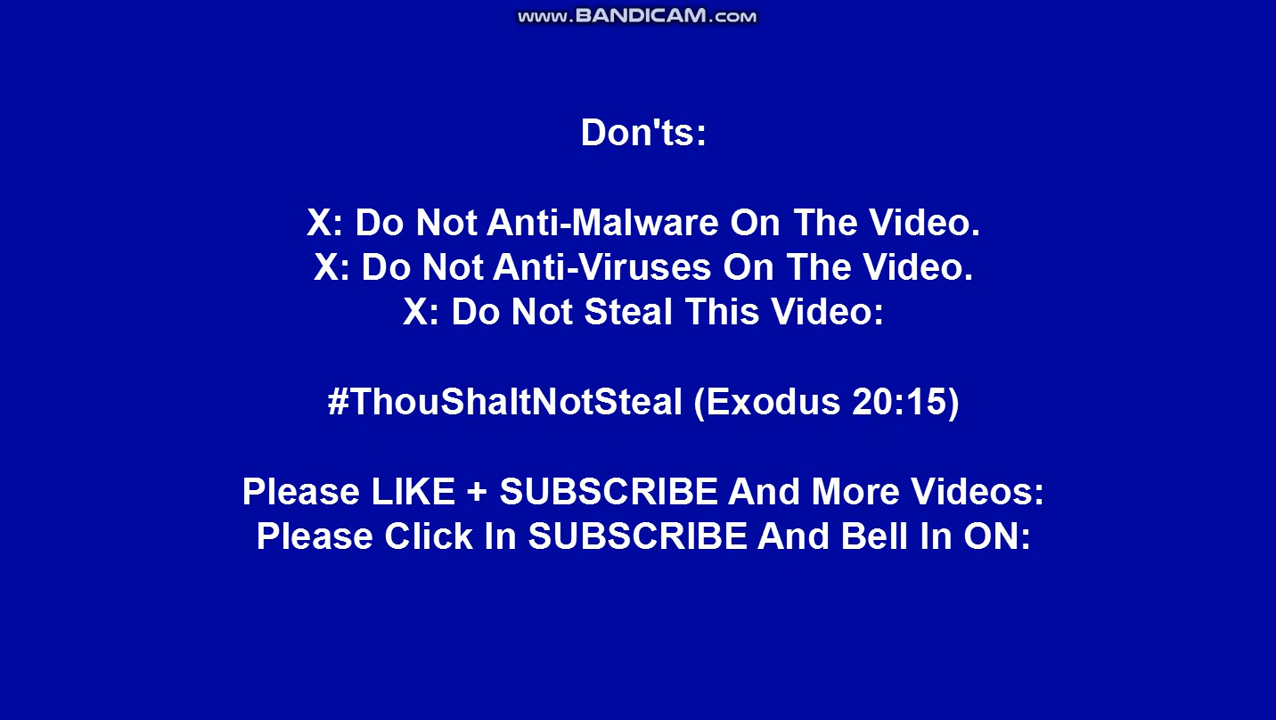 www.BANDICAM.com
Don'ts:
X: Do Not Anti-Malware On The Video.
X: Do Not Anti-Viruses On The Video.
X: Do Not Steal This Video:
#ThouShaltNotSteal (Exodus 20:15)
Please LIKE + SUBSCRIBE And More Videos:
Please Click In SUBSCRIBE And Bell In ON: